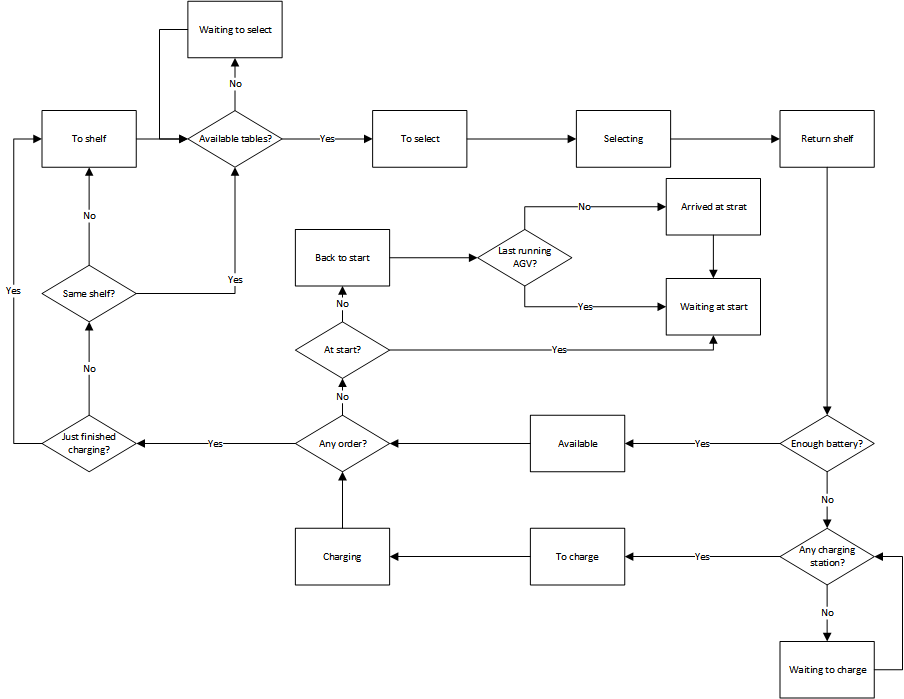 Waiting to select
No
To shelf
Available tables?
Yes
To select
Selecting
Return shelf
No
Arrived at strat
No
Back to start
Last running
AGV?
Yes
Same shelf?
Yes
No
Yes
Waiting at start
At start?
Yes
No
No
Just finished
charging?
Yes
Any order?
Available
Yes
Enough battery?
No
Charging
To charge
Yes
Any charging
station?
No
Waiting to charge